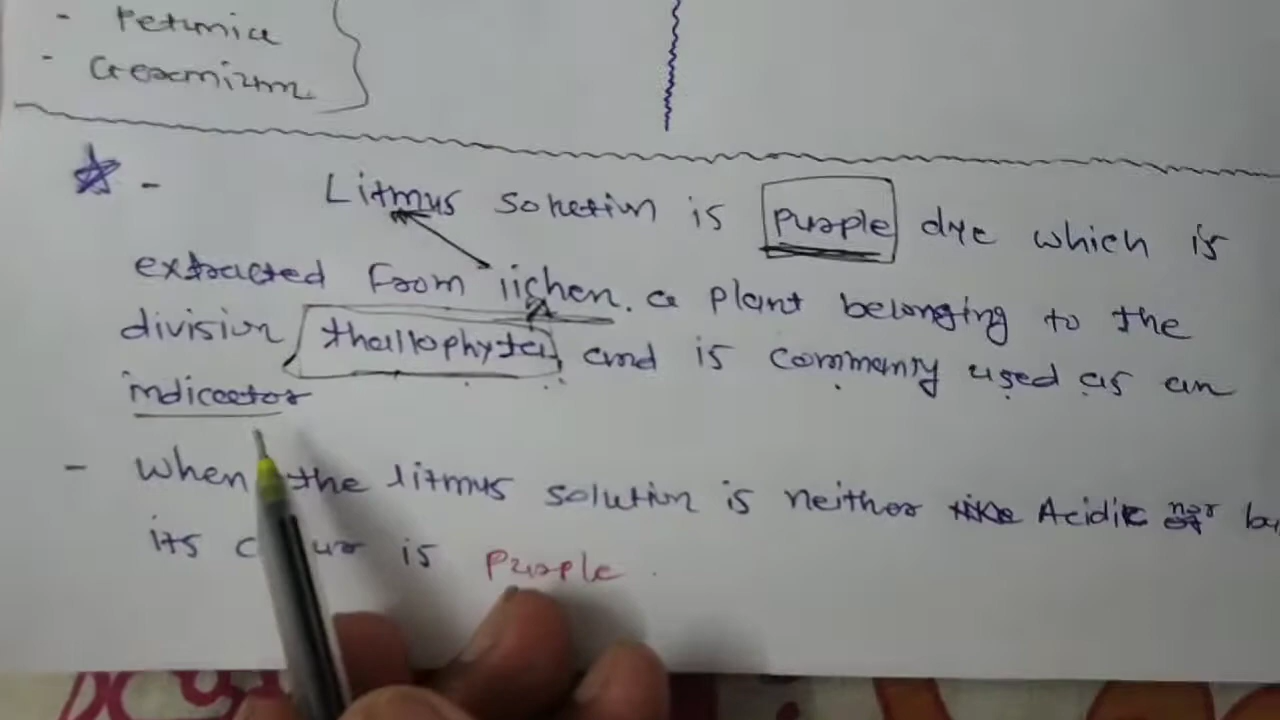 - Petunia
- Geranium
- Litmus solution is purple dye which is
extracted from lichen. a plant belonging to the
division thallophyta and is commonly used as an
indicator
- When the litmus solution is neither Acidic nor
its is Purple.